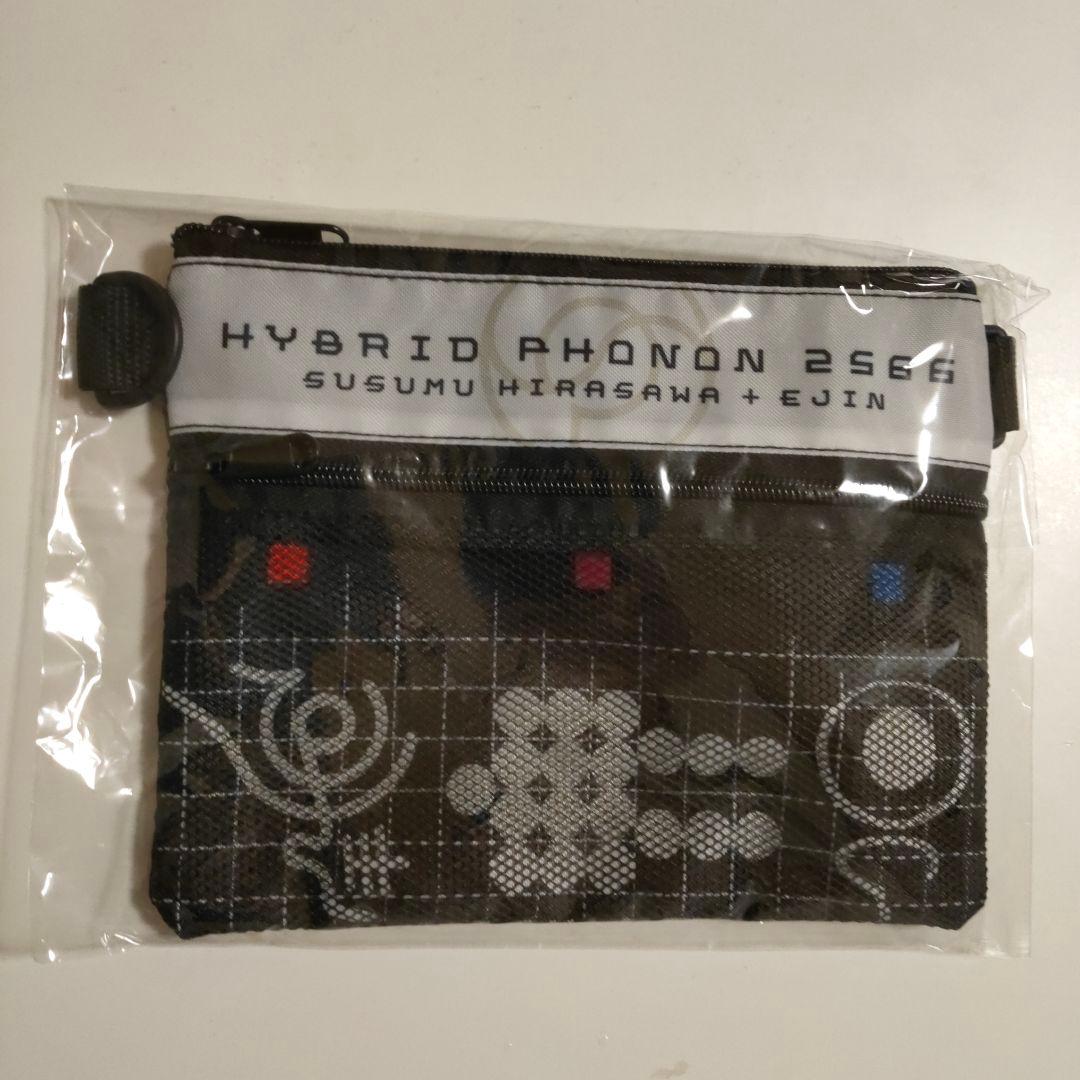 HYBRID PHONON 2566
SUSUMU HIRASAWA + EJIN